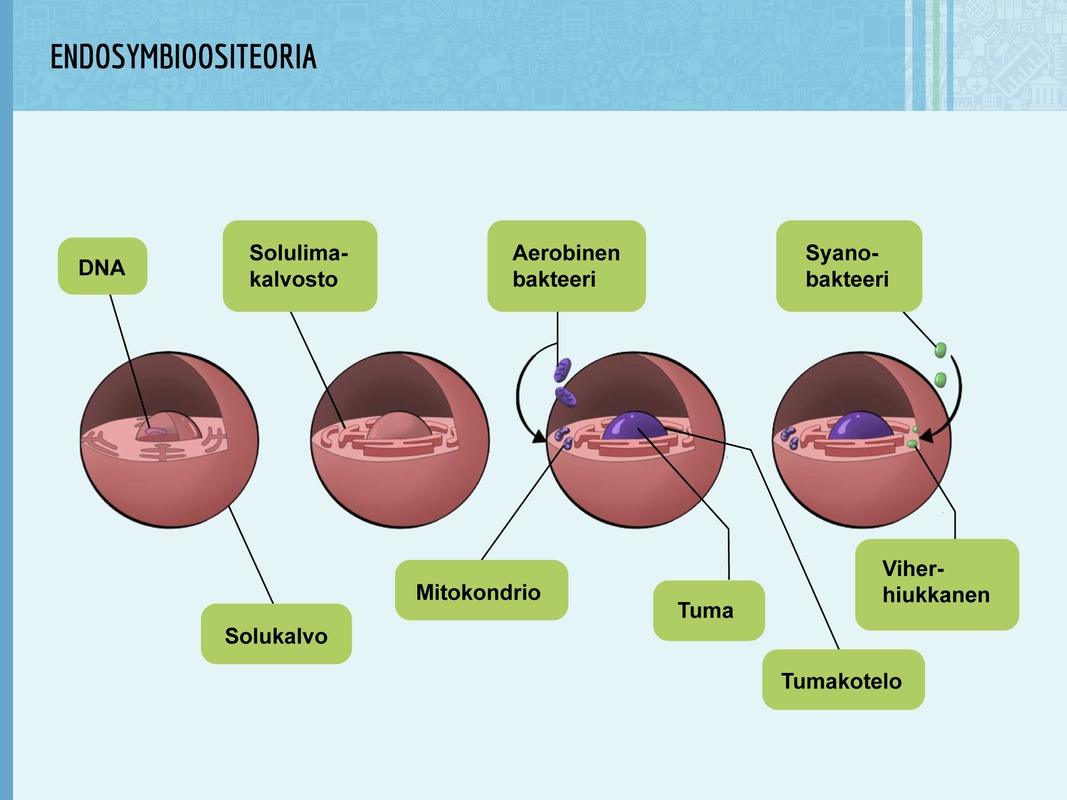 ENDOSYMBIOOSITEORIA
DNA
Solulima-
kalvosto
Aerobinen
bakteeri
Syano-
bakteeri
Mitokondrio
Viher-
hiukkanen
Tuma
Solukalvo
Tumakotelo